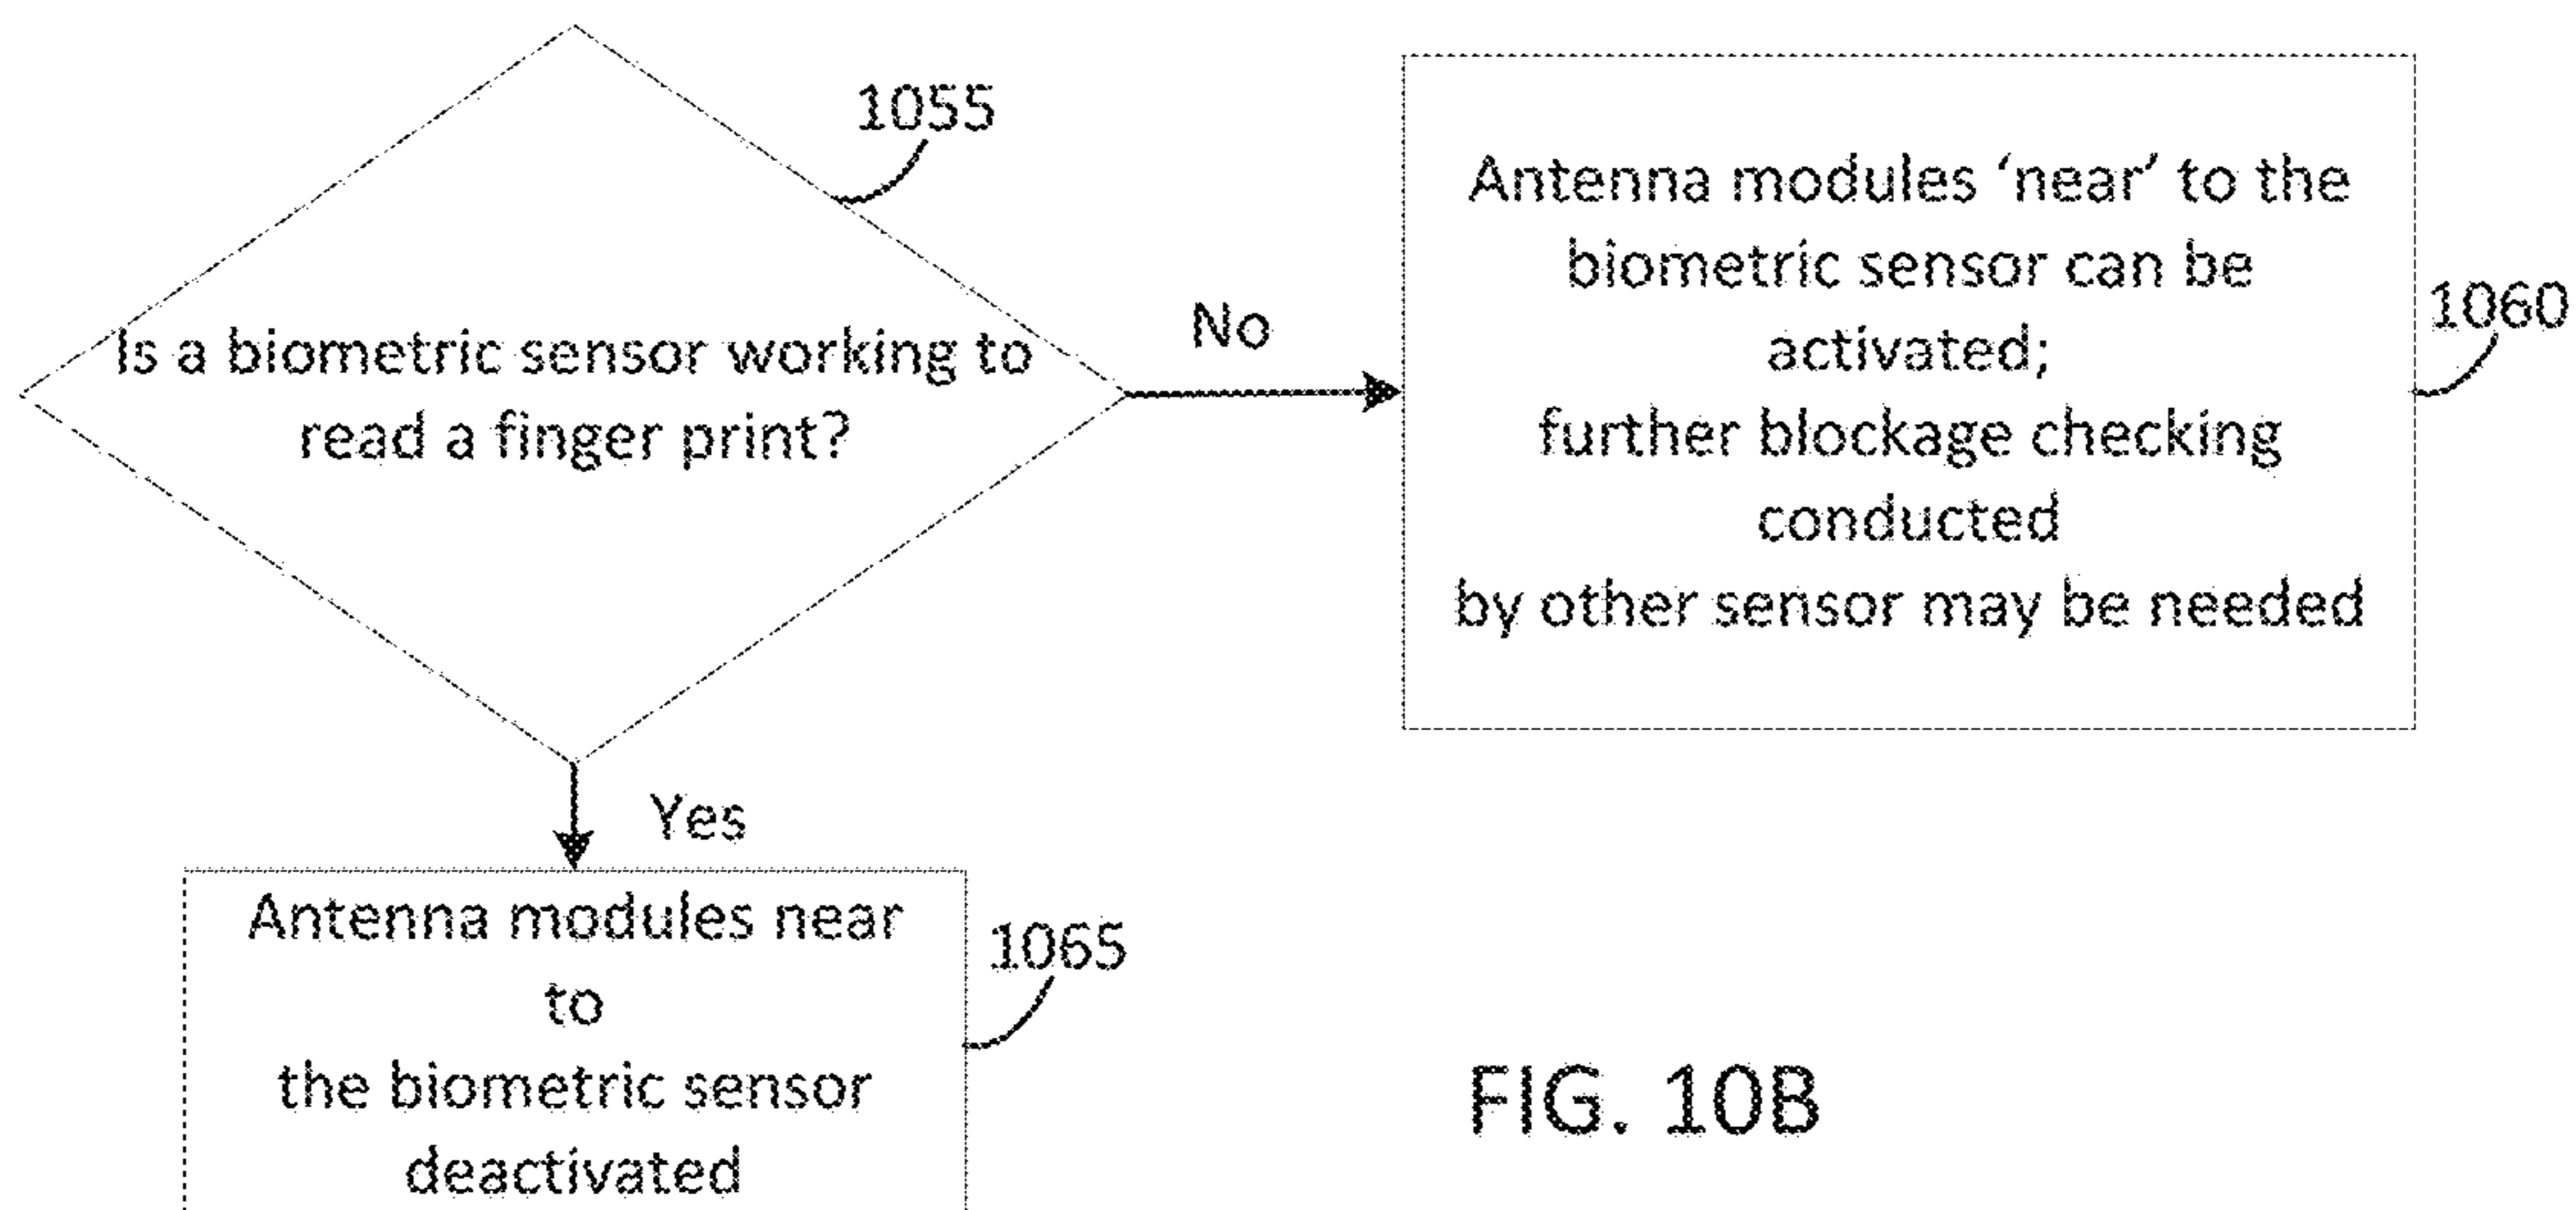 1055
Is a biometric sensor working to
read a finger print?
No
Antenna modules ‘near’ to the
biometric sensor can be
activated;
further blockage checking
conducted
by other sensor may be needed
1060
Yes
Antenna modules near
to
the biometric sensor
deactivated
1065
FIG. 10B